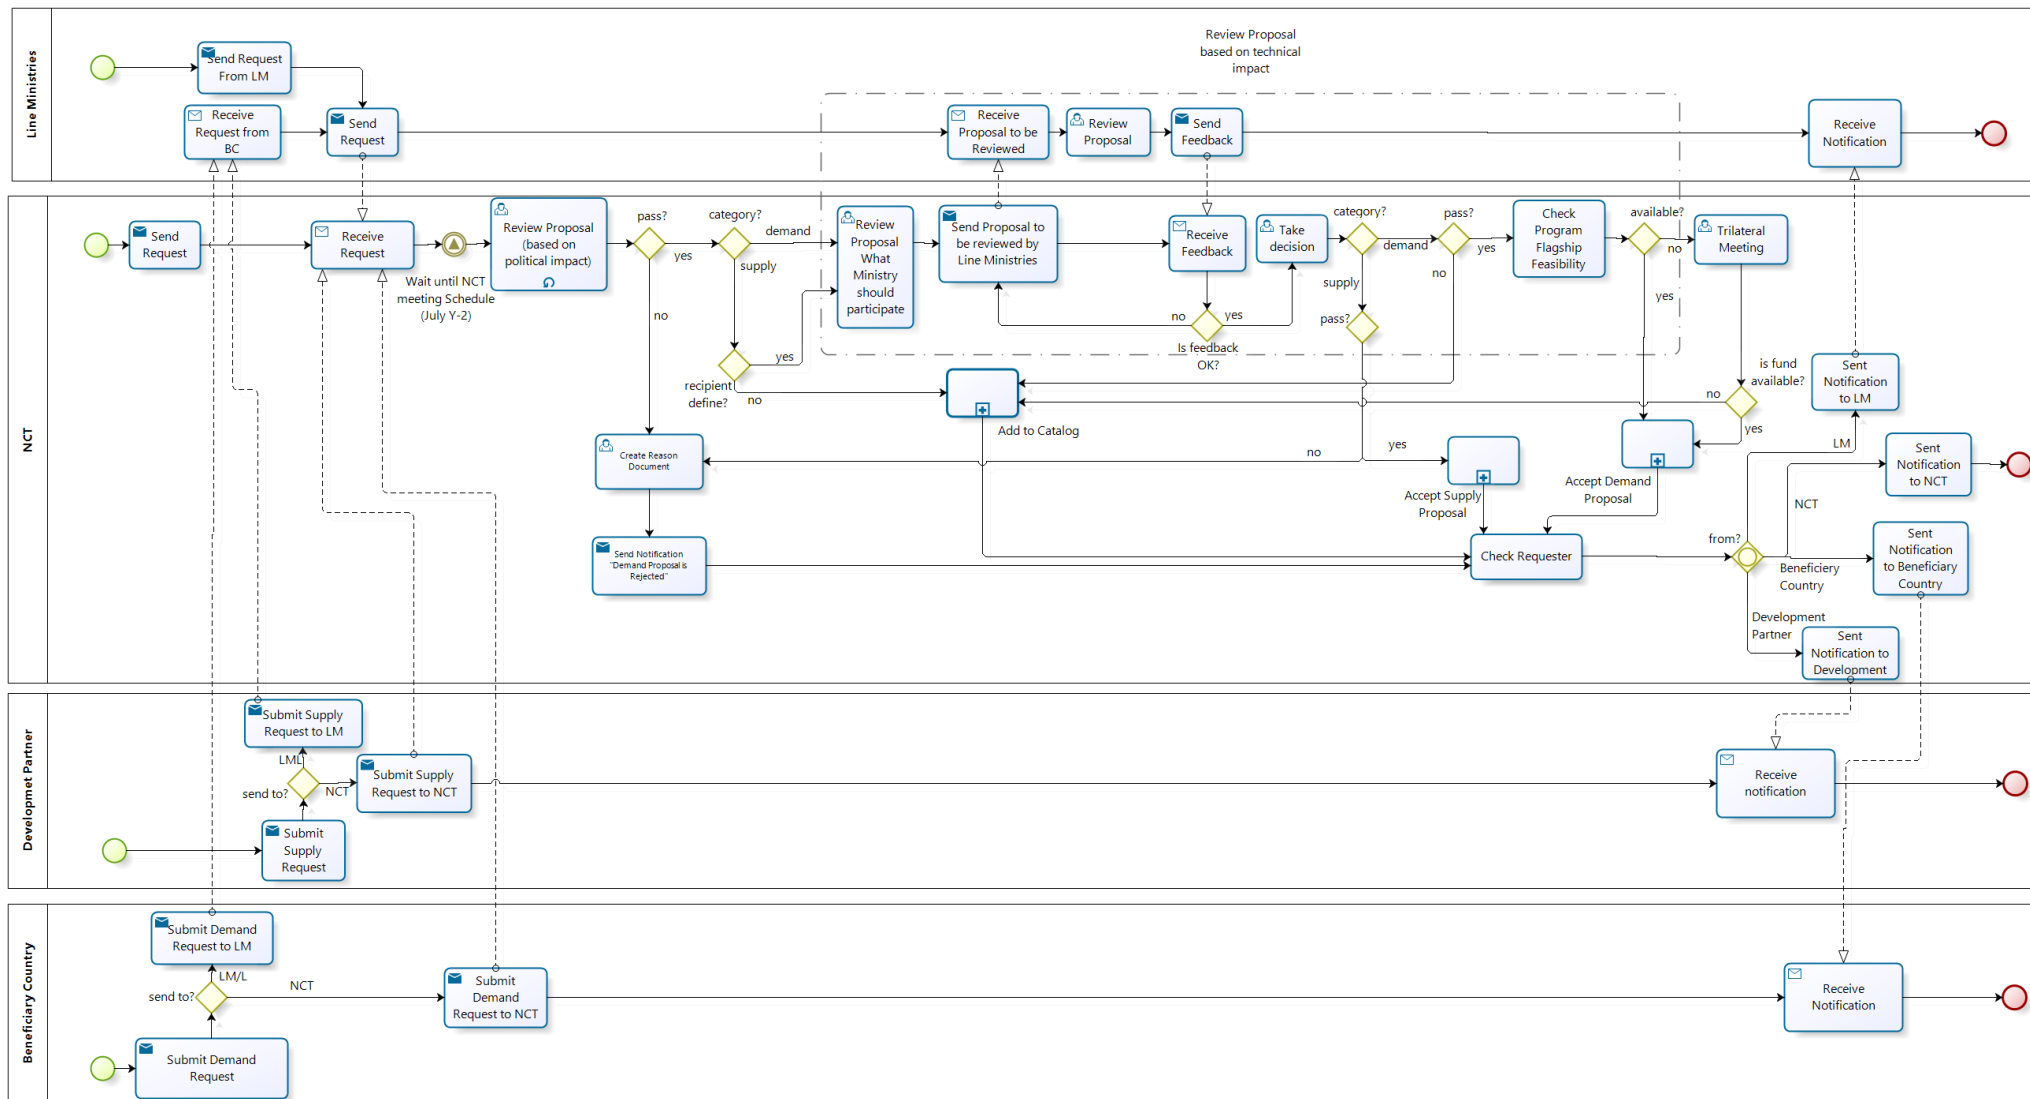 Line Ministries
Send Request
From LM
Receive
Request from
BC
Send
Request
Review Proposal
based on technical
impact
Receive
Proposal to be
Reviewed
Review
Proposal
Send
Feedback
Receive
Notification
NCT
Send
Request
Receive
Request
Wait until NCT
meeting Schedule
(July Y-2)
Review Proposal
(based on
political impact)
pass?
yes
no
category?
demand
supply
recipient
define?
yes
no
Review
Proposal
What
Ministry
should
participate
Send Proposal to
be reviewed by
Line Ministries
Receive
Feedback
no
yes
Is feedback
OK?
Take
decision
category?
demand
supply
pass?
pass?
yes
no
Check
Program
Flagship
Feasibility
available?
no
yes
Trilateral
Meeting
is fund
available?
no
yes
Add to Catalog
Create Reason
Document
no
yes
Accept Supply
Proposal
Accept Demand
Proposal
Send Notification
"Demand Proposal is
Rejected"
Check Requester
from?
LM
NCT
Beneficiery
Country
Development
Partner
Sent
Notification
to LM
Sent
Notification
to NCT
Sent
Notification
to Beneficiary
Country
Sent
Notification to
Development
Developmet Partner
Submit Supply
Request to LM
LML
send to?
NCT
Submit Supply
Request to NCT
Submit
Supply
Request
Receive
notification
Beneficiary Country
Submit Demand
Request to LM
LM/L
send to?
NCT
Submit
Demand
Request to NCT
Submit Demand
Request
Receive
Notification